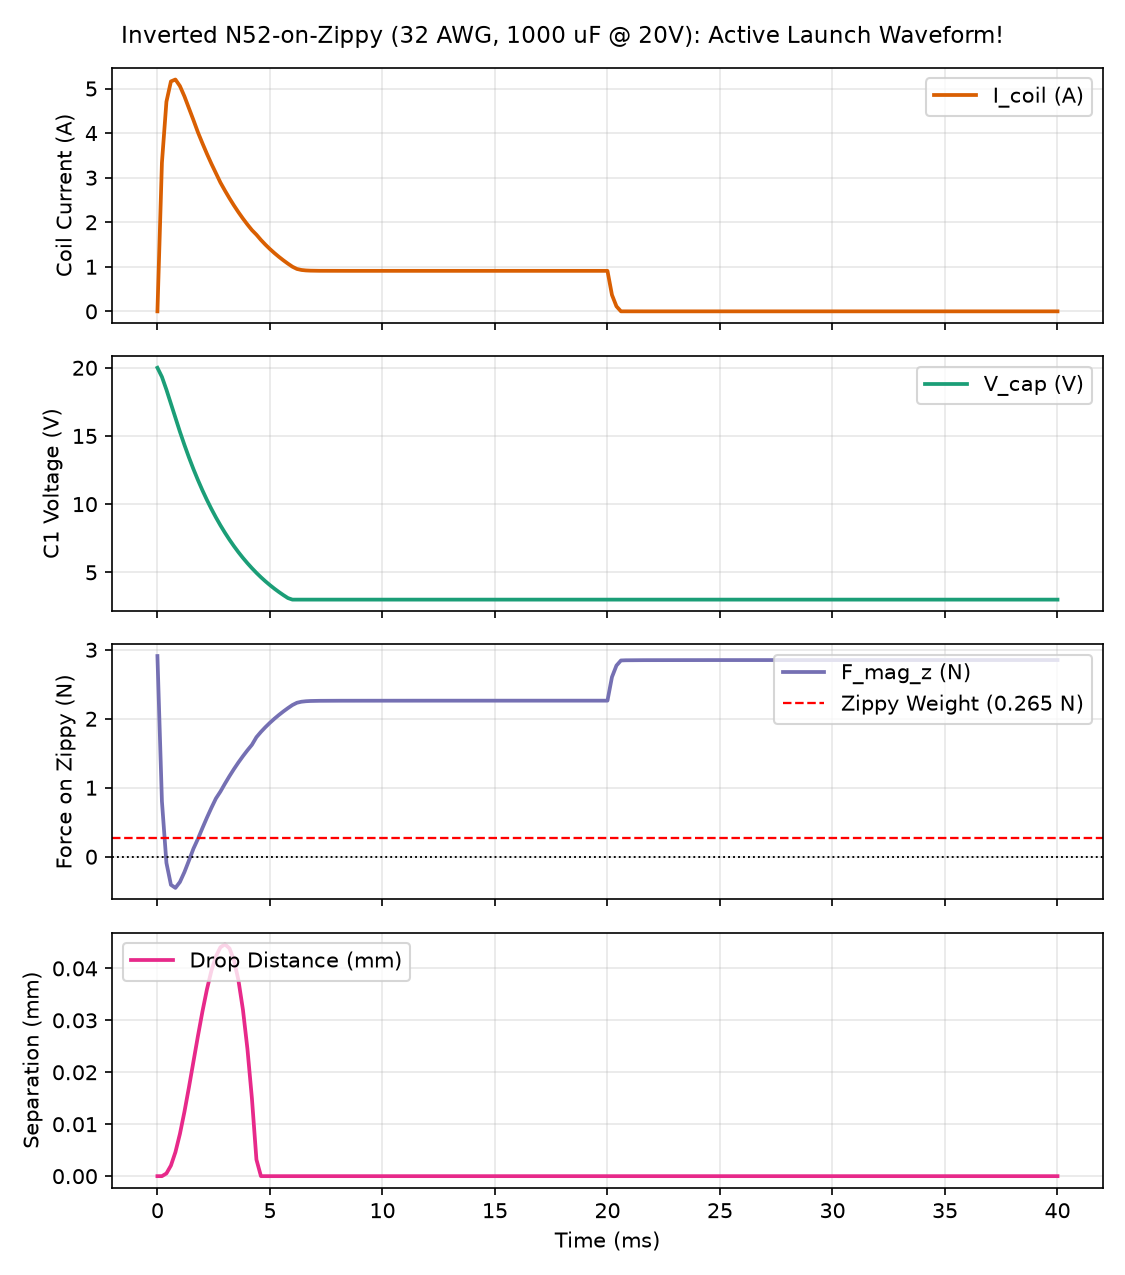 Inverted N52-on-Zippy (32 AWG, 1000 uF @ 20V): Active Launch Waveform!
Coil Current (A)
5
4
3
2
1
0
I_coil (A)
C1 Voltage (V)
20
15
10
5
V_cap (V)
Force on Zippy (N)
3
2
1
0
F_mag_z (N)
Zippy Weight (0.265 N)
Separation (mm)
0.04
0.03
0.02
0.01
0.00
Drop Distance (mm)
0 5 10 15 20 25 30 35 40
Time (ms)